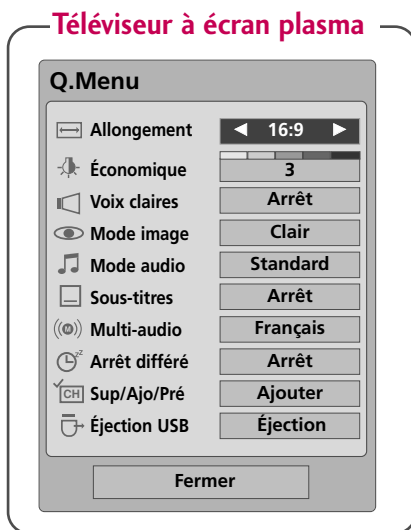 Téléviseur à écran plasma
Q.Menu
Allongement ◄ 16:9 ►
Économique 3
Voix claires Arrêt
Mode image Clair
Mode audio Standard
Sous-titres Arrêt
Multi-audio Français
Arrêt différé Arrêt
CH Sup/Ajo/Pré Ajouter
Éjection USB Éjection
Fermer